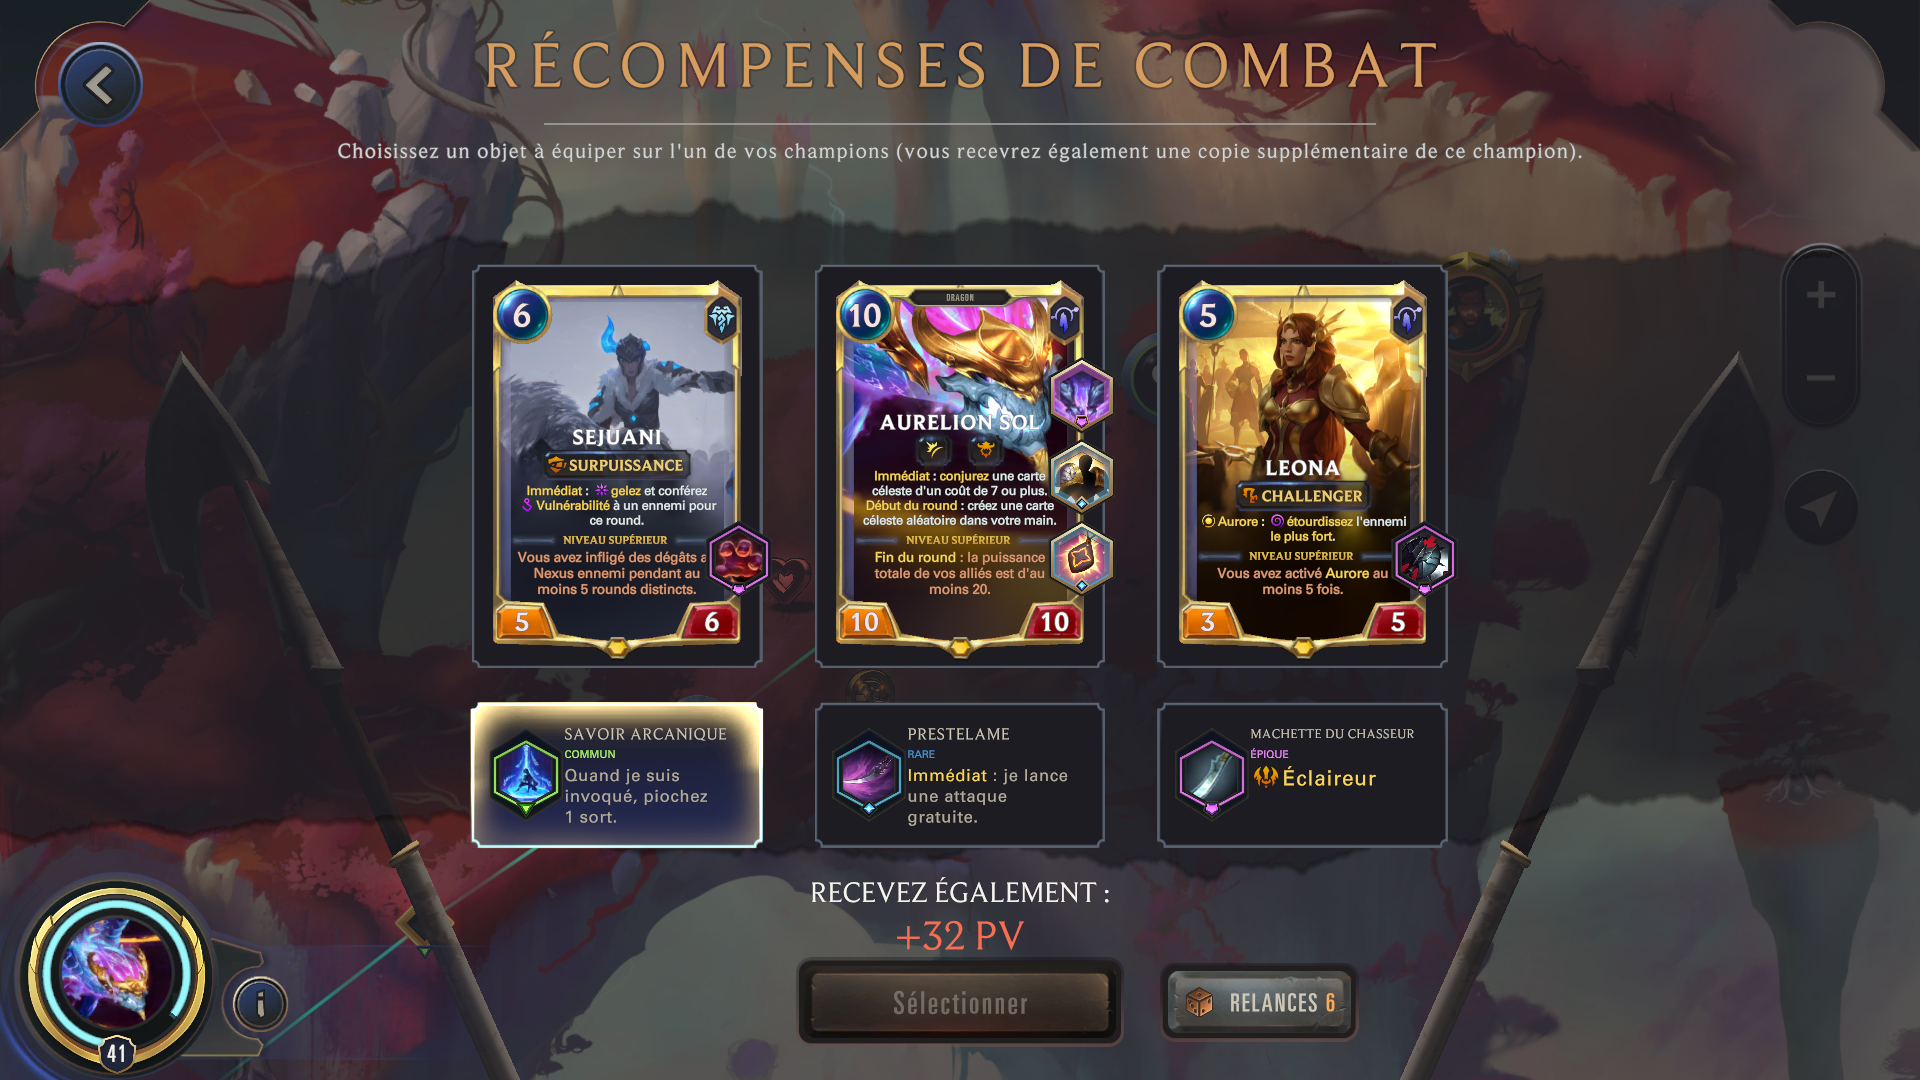 RÉCOMPENSES DE COMBAT
Choisissez un objet à équiper sur l'un de vos champions (vous recevrez également une copie supplémentaire de ce champion).
6
SEJUANI
SURPUISSANCE
Immédiat : gelez et conférez
Vulnérabilité à un ennemi pour
ce round.
NIVEAU SUPÉRIEUR
Vous avez infligé des dégâts a
Nexus ennemi pendant au
moins 5 rounds distincts.
5
6
10
DRAGON
AURELION SOL
Immédiat : conjurez une carte
céleste d'un coût de 7 ou plus.
Début du round : créez une carte
céleste aléatoire dans votre main.
NIVEAU SUPÉRIEUR
Fin du round : la puissance
totale de vos alliés est d'au
moins 20.
10
10
5
LEONA
CHALLENGER
Aurore : étourdissez l'ennemi
le plus fort.
NIVEAU SUPÉRIEUR
Vous avez activé Aurore au
moins 5 fois.
3
5
SAVOIR ARCANIQUE
COMMUN
Quand je suis
invoqué, piochez
1 sort.
PRESTELAME
RARE
Immédiat : je lance
une attaque
gratuite.
MACHETTE DU CHASSEUR
ÉPIQUE
Éclaireur
RECEVEZ ÉGALEMENT :
+32 PV
Sélectionner
RELANCES 6
41